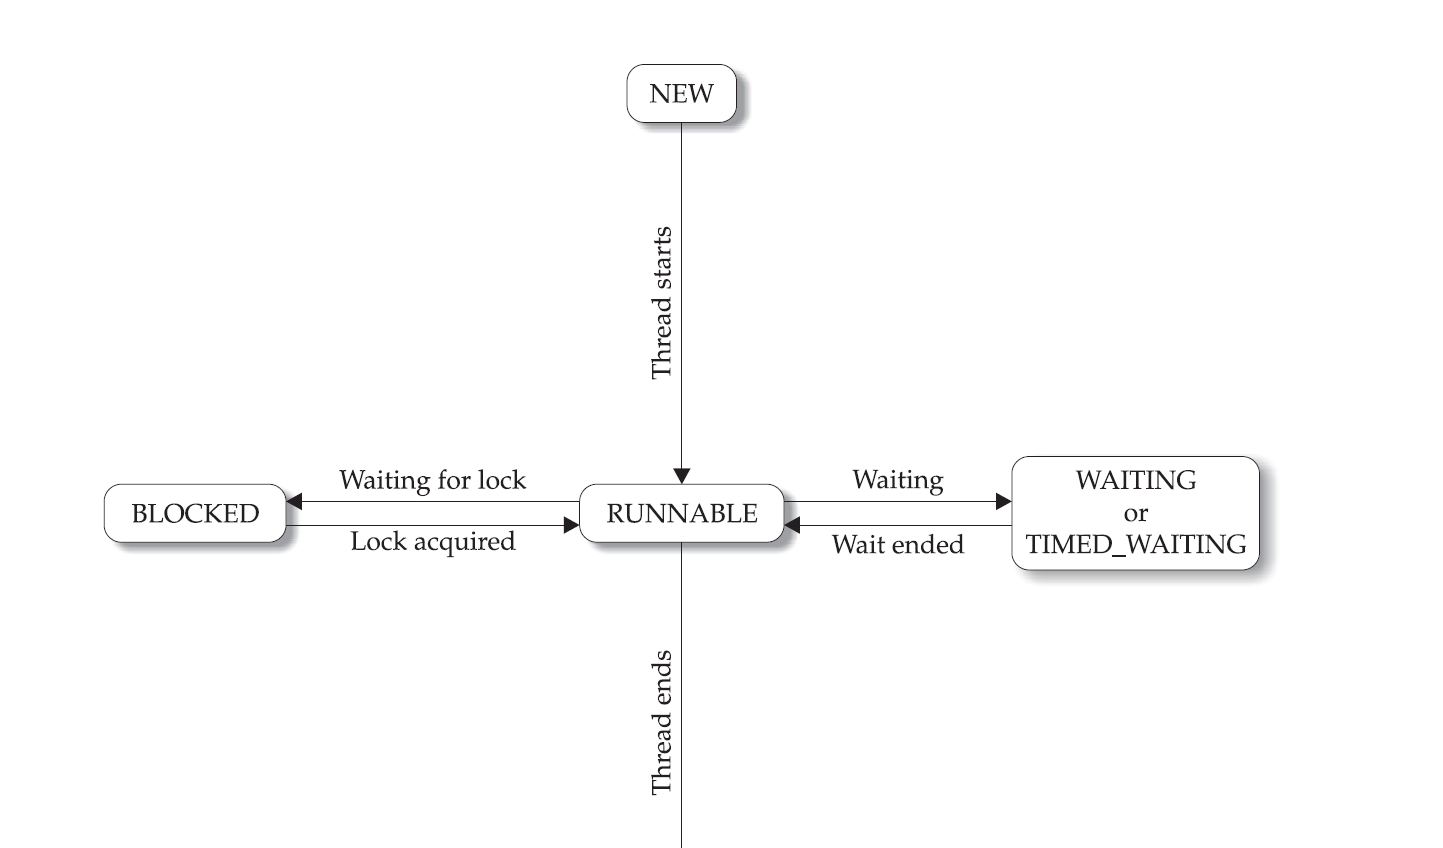 NEW
Thread starts
Waiting for lock
Waiting
BLOCKED
RUNNABLE
WAITING
or
TIMED_WAITING
Lock acquired
Wait ended
Thread ends